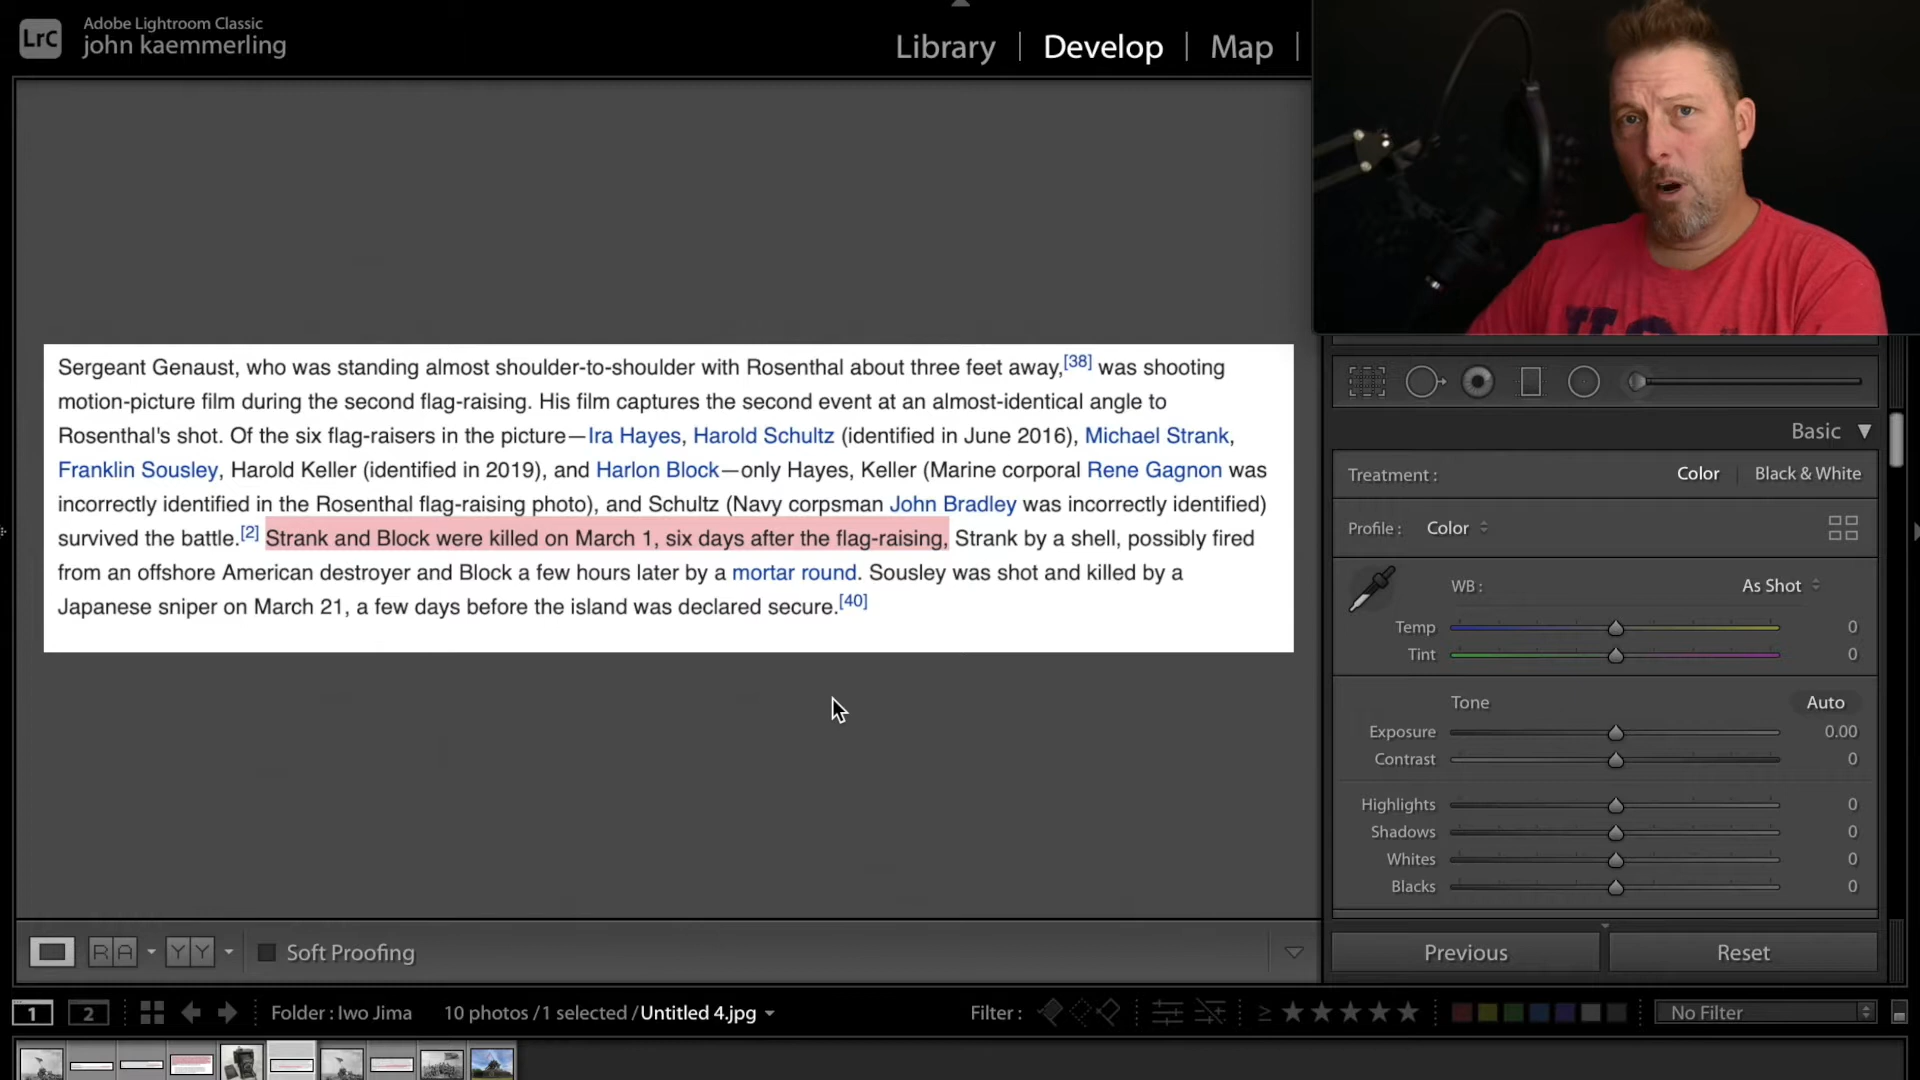 LrC
Adobe Lightroom Classic
john kaemmerling
Library | Develop | Map |
Sergeant Genaust, who was standing almost shoulder-to-shoulder with Rosenthal about three feet away,[38] was shooting
motion-picture film during the second flag-raising. His film captures the second event at an almost-identical angle to
Rosenthal's shot. Of the six flag-raisers in the picture—Ira Hayes, Harold Schultz (identified in June 2016), Michael Strank,
Franklin Sousley, Harold Keller (identified in 2019), and Harlon Block—only Hayes, Keller (Marine corporal Rene Gagnon was
incorrectly identified in the Rosenthal flag-raising photo), and Schultz (Navy corpsman John Bradley was incorrectly identified)
survived the battle.[2] Strank and Block were killed on March 1, six days after the flag-raising, Strank by a shell, possibly fired
from an offshore American destroyer and Block a few hours later by a mortar round. Sousley was shot and killed by a
Japanese sniper on March 21, a few days before the island was declared secure.[40]
Basic
Treatment : Color | Black & White
Profile : Color
WB : As Shot
Temp 0
Tint 0
Tone Auto
Exposure 0.00
Contrast 0
Highlights 0
Shadows 0
Whites 0
Blacks 0
Previous Reset
R A Y Y Soft Proofing
1 2 Folder : Iwo Jima 10 photos / 1 selected / Untitled 4.jpg Filter : ≥ ★ ★ ★ ★ ★ No Filter